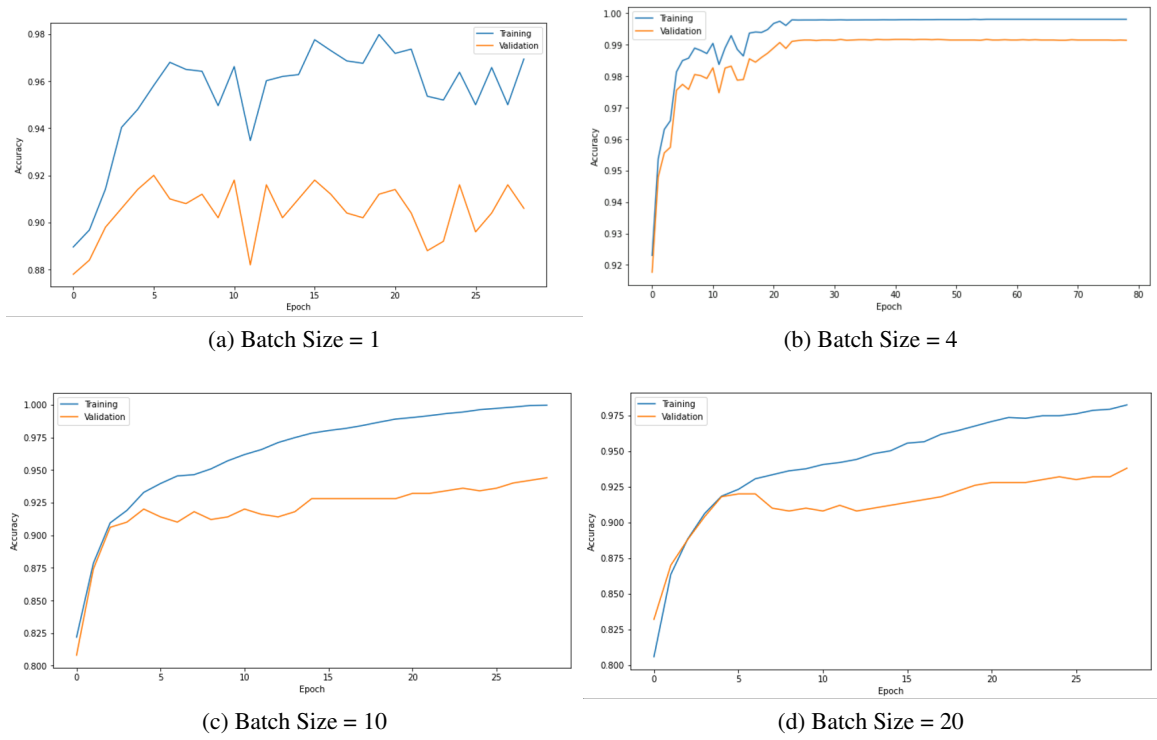 Training
Validation
0.98
0.96
0.94
0.92
0.90
0.88
Accuracy
0 5 10 15 20 25
Epoch
(a) Batch Size = 1
Training
Validation
1.00
0.99
0.98
0.97
0.96
0.95
0.94
0.93
0.92
Accuracy
0 10 20 30 40 50 60 70 80
Epoch
(b) Batch Size = 4
Training
Validation
1.000
0.975
0.950
0.925
0.900
0.875
0.850
0.825
0.800
Accuracy
0 5 10 15 20 25
Epoch
(c) Batch Size = 10
Training
Validation
0.975
0.950
0.925
0.900
0.875
0.850
0.825
0.800
Accuracy
0 5 10 15 20 25
Epoch
(d) Batch Size = 20